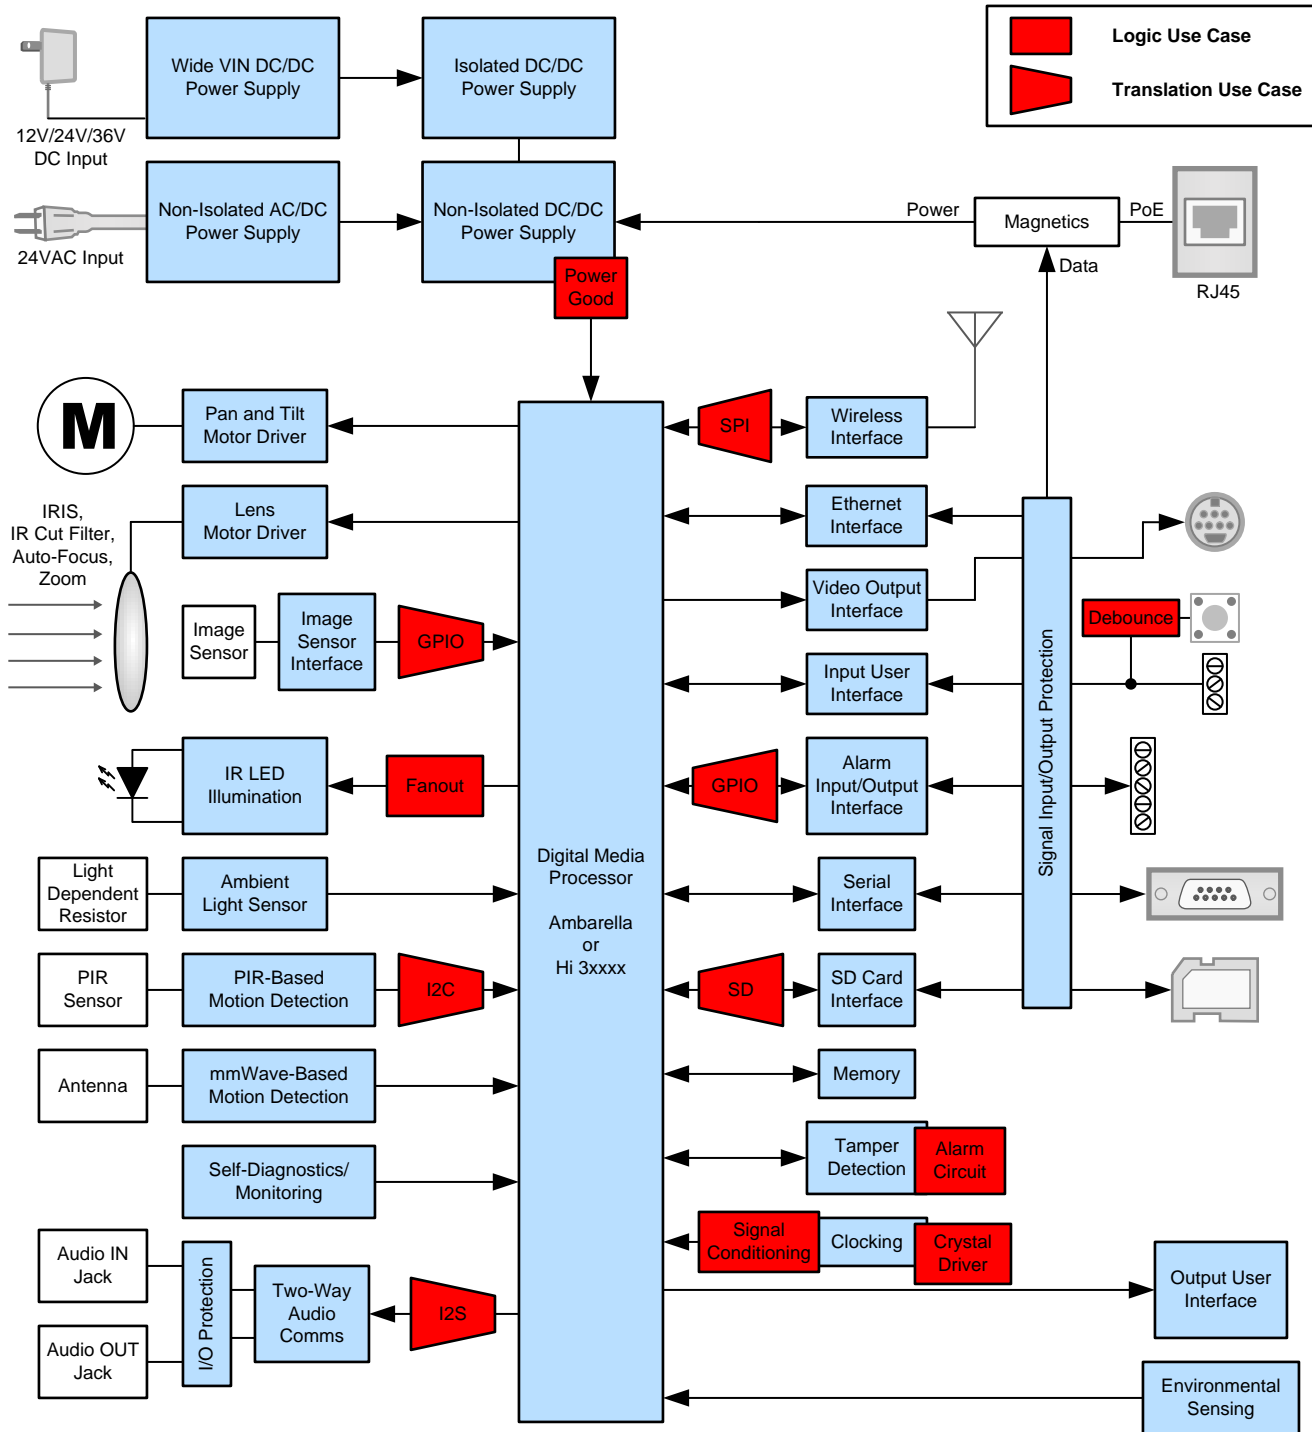 Logic Use Case
Translation Use Case
Wide VIN DC/DC
Power Supply
Isolated DC/DC
Power Supply
12V/24V/36V
DC Input
Non-Isolated AC/DC
Power Supply
Non-Isolated DC/DC
Power Supply
Power
Magnetics
PoE
24VAC Input
Data
RJ45
Power
Good
M
Pan and Tilt
Motor Driver
SPI
Wireless
Interface
IRIS,
IR Cut Filter,
Auto-Focus,
Zoom
Lens
Motor Driver
Ethernet
Interface
Video Output
Interface
Image
Sensor
Image
Sensor
Interface
GPIO
Debounce
Input User
Interface
Signal Input/Output Protection
IR LED
Illumination
Fanout
GPIO
Alarm
Input/Output
Interface
Digital Media
Processor
Ambarella
or
Hi 3xxxx
Light
Dependent
Resistor
Ambient
Light Sensor
Serial
Interface
PIR
Sensor
PIR-Based
Motion Detection
I2C
SD
SD Card
Interface
Antenna
mmWave-Based
Motion Detection
Memory
Self-Diagnostics/
Monitoring
Tamper
Detection
Alarm
Circuit
Signal
Conditioning
Clocking
Crystal
Driver
Audio IN
Jack
Audio OUT
Jack
I/O Protection
Two-Way
Audio
Comms
I2S
Output User
Interface
Environmental
Sensing